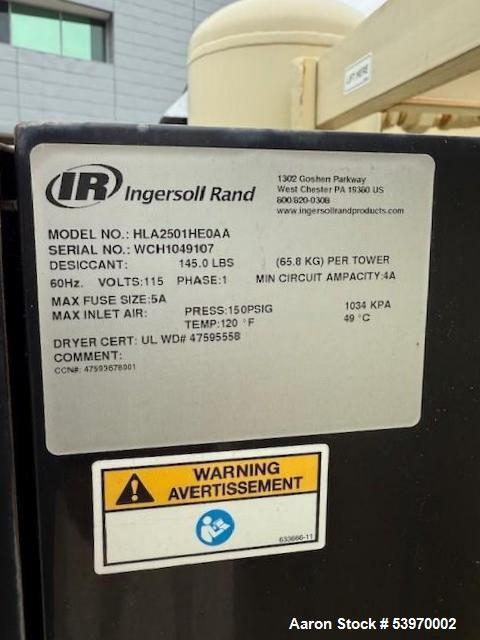 LIFT HERE
IR Ingersoll Rand
1302 Goshen Parkway
West Chester PA 19380 US
800/820-0308
www.ingersollrandproducts.com
MODEL NO.: HLA2501HE0AA
SERIAL NO.: WCH1049107
DESICCANT: 145.0 LBS (65.8 KG) PER TOWER
60Hz. VOLTS:115 PHASE:1 MIN CIRCUIT AMPACITY:4A
MAX FUSE SIZE:5A
MAX INLET AIR: PRESS:150PSIG 1034 KPA
TEMP:120 °F 49 °C
DRYER CERT: UL WD# 47595558
COMMENT:
CCN#: 47593678001
WARNING
AVERTISSEMENT
633666-11
Aaron Stock # 53970002